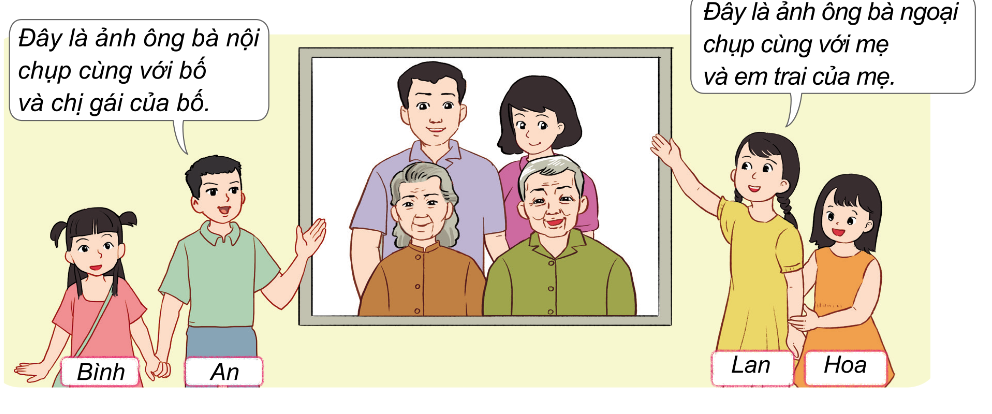 Đây là ảnh ông bà nội
chụp cùng với bố
và chị gái của bố.
Đây là ảnh ông bà ngoại
chụp cùng với mẹ
và em trai của mẹ.
Bình
An
Lan
Hoa